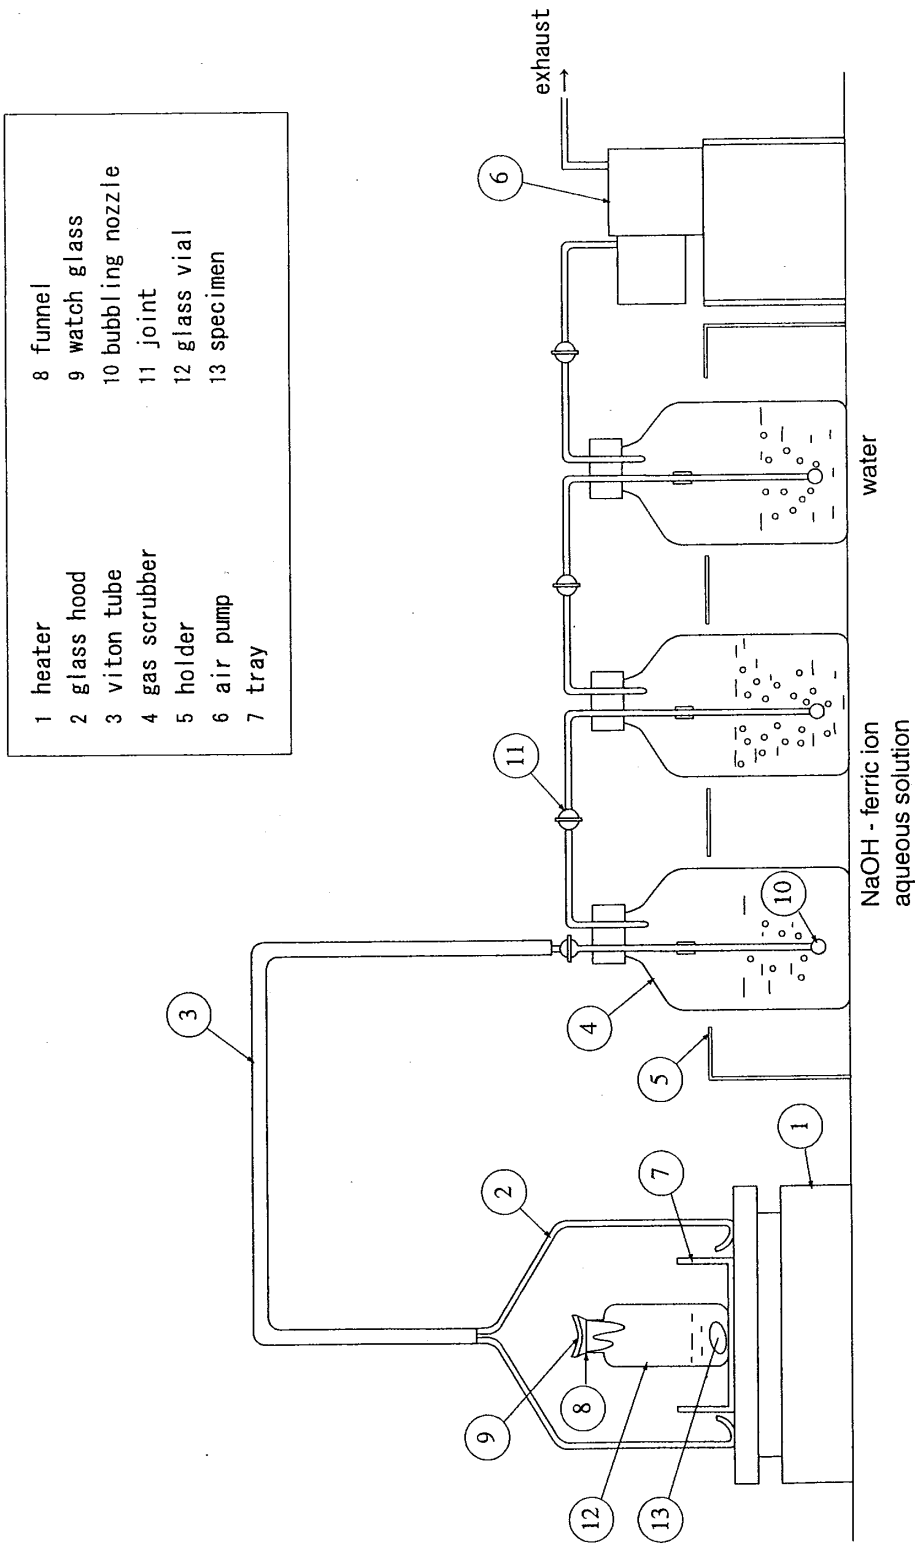 1 heater
2 glass hood
3 viton tube
4 gas scrubber
5 holder
6 air pump
7 tray
8 funnel
9 watch glass
10 bubbling nozzle
11 joint
12 glass vial
13 specimen
exhaust
6
3
11
2
9
8
4
10
5
7
1
12
13
NaOH - ferric ion
aqueous solution
water